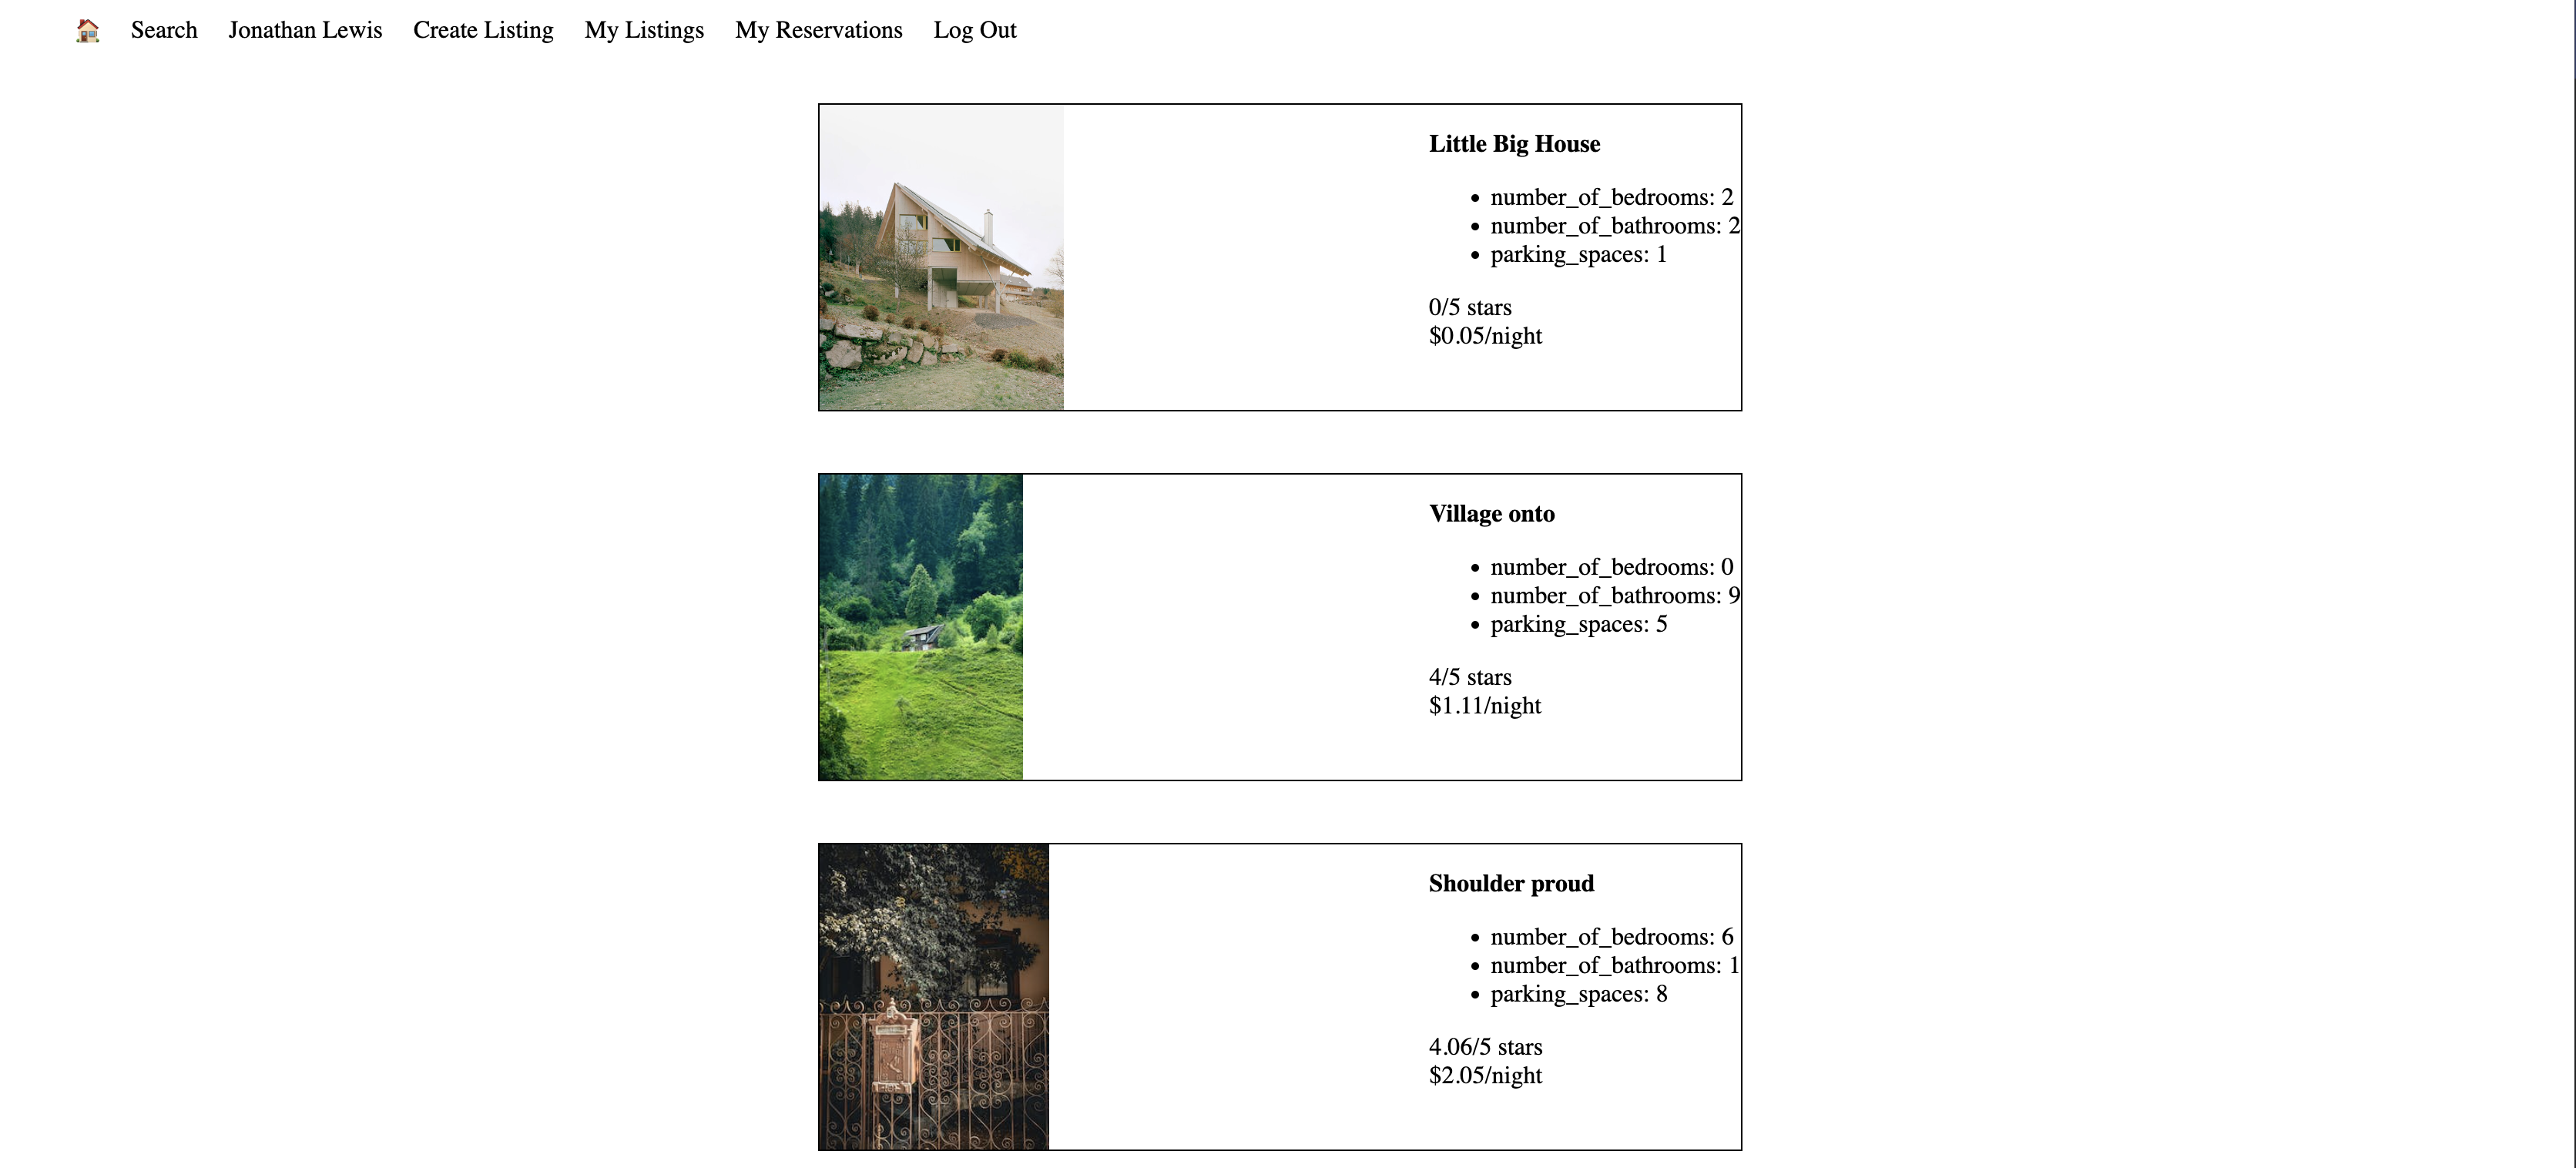 Search Jonathan Lewis Create Listing My Listings My Reservations Log Out
Little Big House
number_of_bedrooms: 2
number_of_bathrooms: 2
parking_spaces: 1
0/5 stars
$0.05/night
Village onto
number_of_bedrooms: 0
number_of_bathrooms: 9
parking_spaces: 5
4/5 stars
$1.11/night
Shoulder proud
number_of_bedrooms: 6
number_of_bathrooms: 1
parking_spaces: 8
4.06/5 stars
$2.05/night